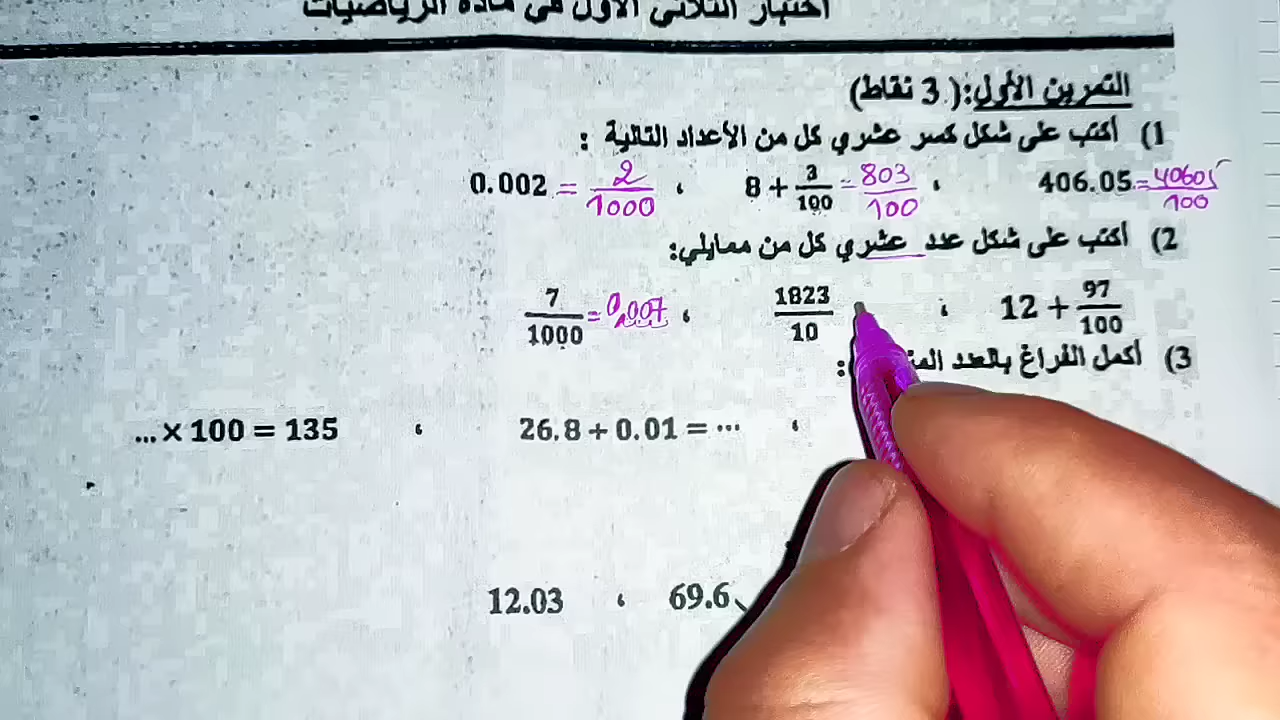 اختبار الثلاثي الأول في مادة الرياضيات
التمرين الأول:( 3 نقاط)
1) أكتب على شكل كسر عشري كل من الأعداد التالية :
406.05 = 40605/100 ، 8 + 3/100 = 803/100 ، 0.002 = 2/1000
2) أكتب على شكل عدد عشري كل من ممايلي:
12 + 97/100 ، 1823/10 ، 7/1000 = 0,007
3) أكمل الفراغ بالعدد :
، 26.8 + 0.01 = ... ، ... × 100 = 135
69.6 ، 12.03